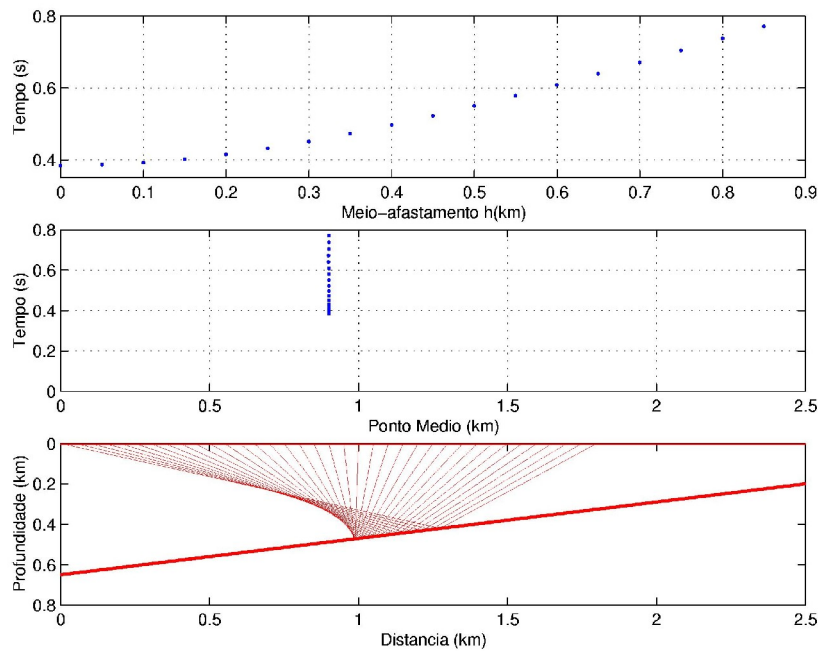 0.8
0.6
0.4
Tempo (s)
0 0.1 0.2 0.3 0.4 0.5 0.6 0.7 0.8 0.9
Meio-afastamento h(km)
0.8
0.6
0.4
0.2
0
Tempo (s)
0 0.5 1 1.5 2 2.5
Ponto Medio (km)
0
0.2
0.4
0.6
0.8
Profundidade (km)
0 0.5 1 1.5 2 2.5
Distancia (km)